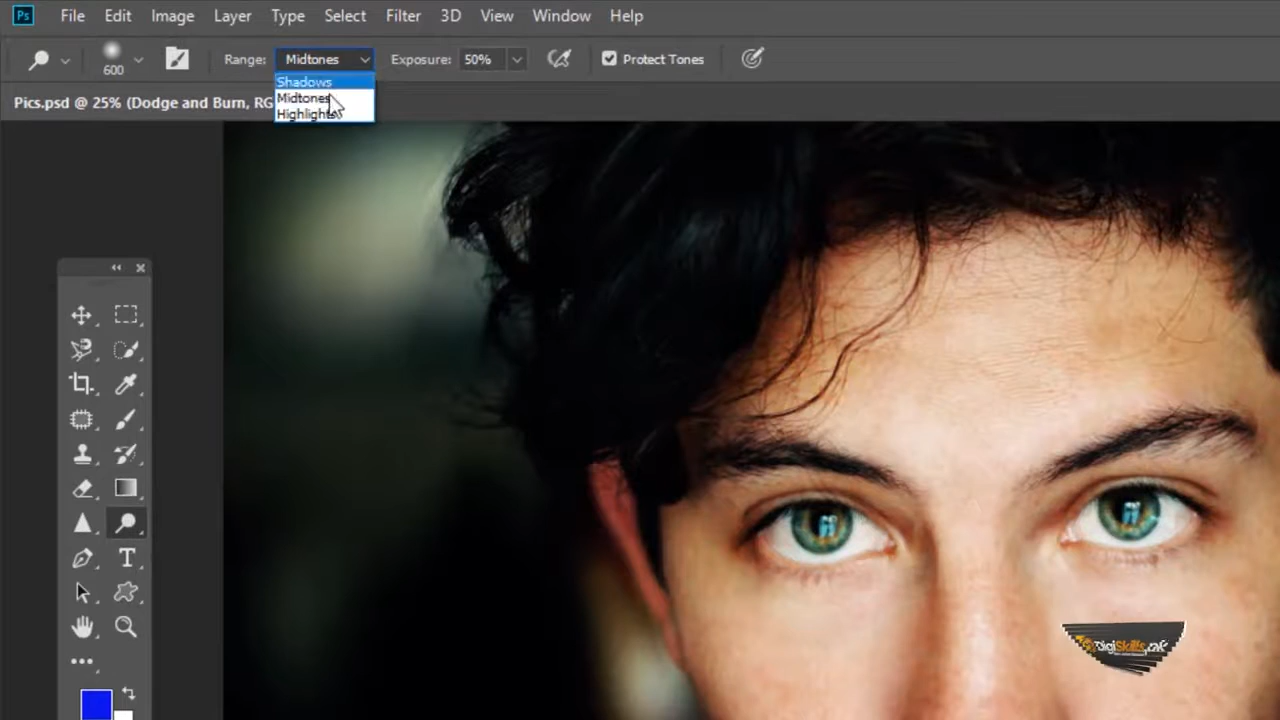 Ps File Edit Image Layer Type Select Filter 3D View Window Help
600 Range: Midtones Exposure: 50% Protect Tones
Shadows
Pics.psd @ 25% (Dodge and Burn, RG
Midtones
Highlights
T
DigiSkills.pk